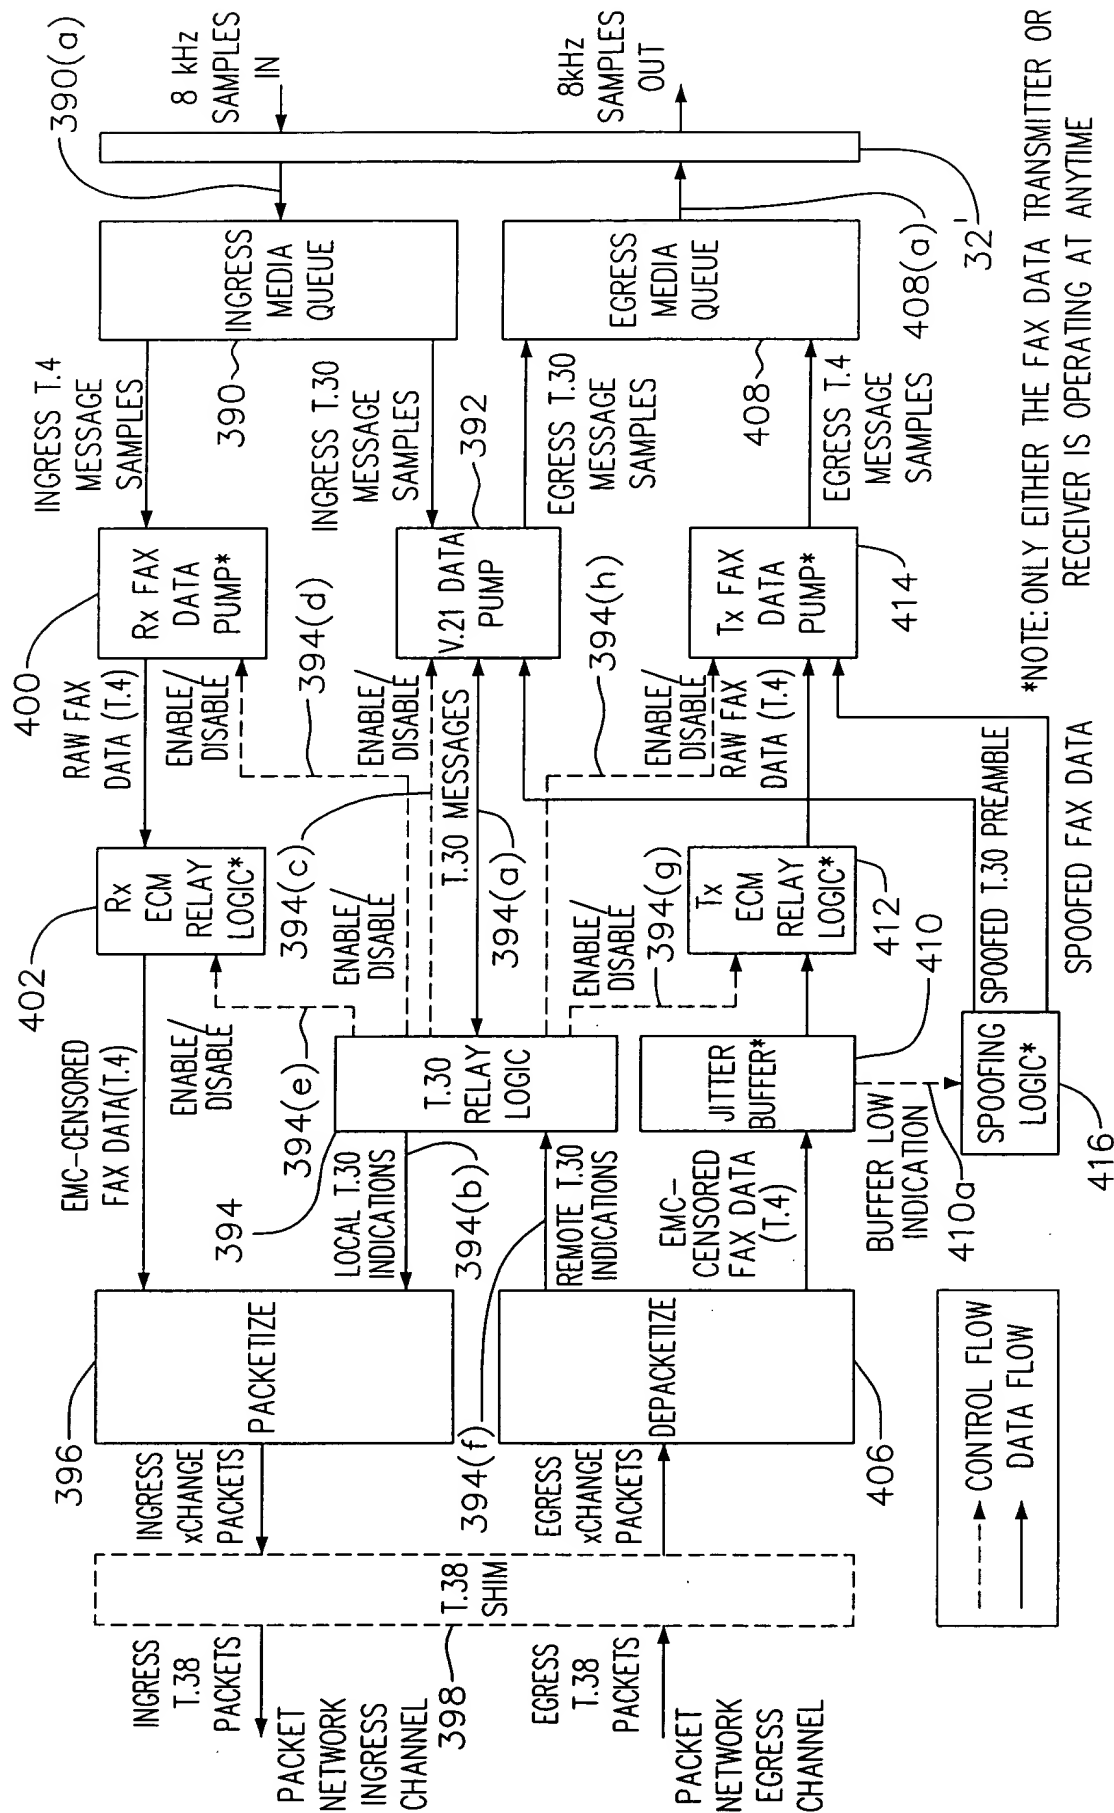 8 kHz
SAMPLES
IN
390(a)
INGRESS
MEDIA
QUEUE
390
INGRESS T.4
MESSAGE
SAMPLES
INGRESS T.30
MESSAGE
SAMPLES
Rx FAX
DATA
PUMP*
400
RAW FAX
DATA (T.4)
ENABLE/
DISABLE
394(d)
Rx
ECM
RELAY
LOGIC*
402
EMC-CENSORED
FAX DATA(T.4)
ENABLE/
DISABLE
394(e)
PACKETIZE
396
INGRESS
xCHANGE
PACKETS
INGRESS
T.38
PACKETS
PACKET
NETWORK
INGRESS
CHANNEL
T.38
SHIM
398
V.21 DATA
PUMP
392
ENABLE/
DISABLE
394(c)
T.30 MESSAGES
394(a)
ENABLE/
DISABLE
T.30
RELAY
LOGIC
394
LOCAL T.30
INDICATIONS
394(b)
REMOTE T.30
INDICATIONS
394(f)
8kHz
SAMPLES
OUT
32'
408(a)
EGRESS
MEDIA
QUEUE
408
EGRESS T.30
MESSAGE
SAMPLES
EGRESS T.4
MESSAGE
SAMPLES
Tx FAX
DATA
PUMP*
414
394(h)
ENABLE/
DISABLE
RAW FAX
DATA (T.4)
Tx
ECM
RELAY
LOGIC*
412
ENABLE/
DISABLE
394(g)
JITTER
BUFFER*
410
EMC-
CENSORED
FAX DATA
(T.4)
DEPACKETIZE
406
EGRESS
xCHANGE
PACKETS
EGRESS
T.38
PACKETS
PACKET
NETWORK
EGRESS
CHANNEL
BUFFER LOW
INDICATION
410a
SPOOFING
LOGIC*
416
SPOOFED T.30 PREAMBLE
SPOOFED FAX DATA
*NOTE: ONLY EITHER THE FAX DATA TRANSMITTER OR
RECEIVER IS OPERATING AT ANYTIME
CONTROL FLOW
DATA FLOW